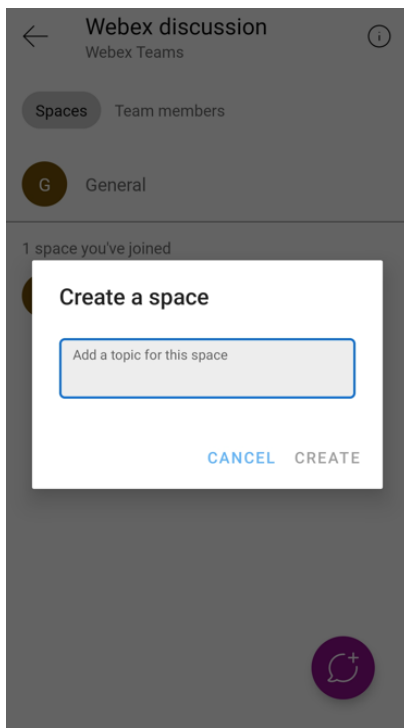 Webex discussion
Webex Teams
Spaces Team members
G General
1 space you've joined
Create a space
Add a topic for this space
CANCEL CREATE